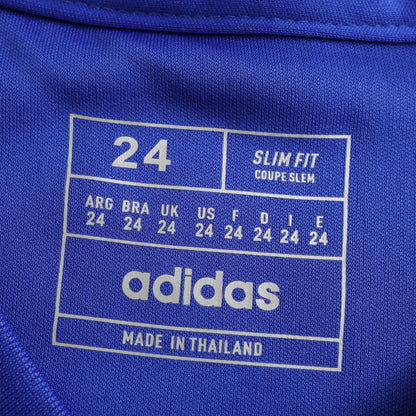 24
SLIM FIT
COUPE SLEM
ARG BRA UK US F D I E
24 24 24 24 24 24 24 24
adidas
MADE IN THAILAND